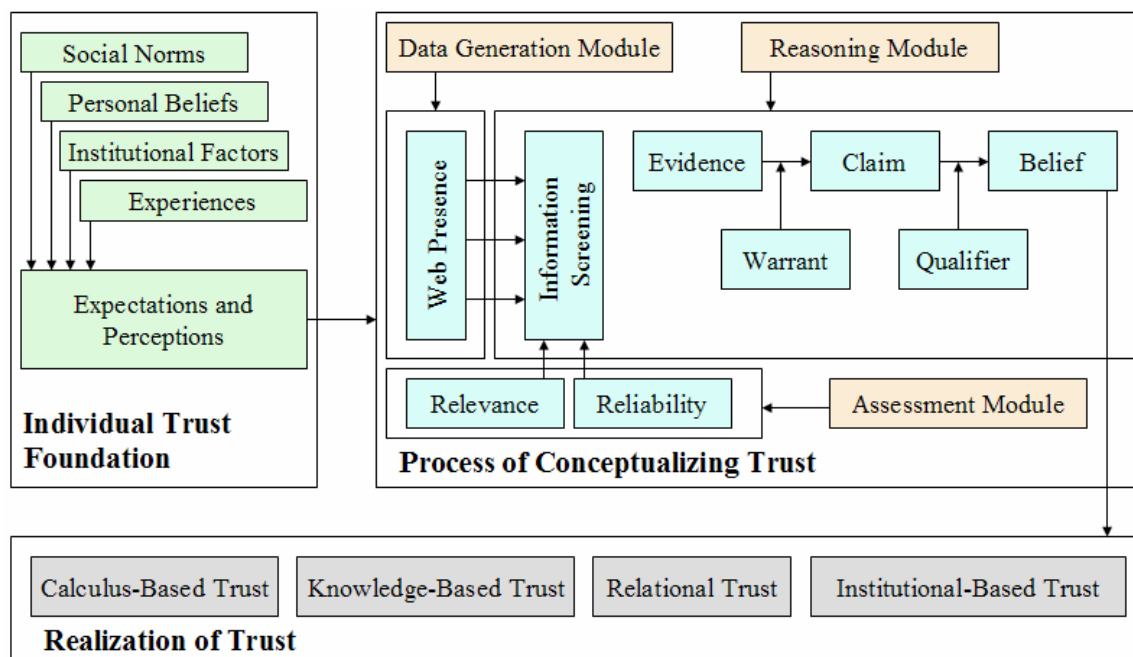 Social Norms
Personal Beliefs
Institutional Factors
Experiences
Expectations and
Perceptions
Individual Trust
Foundation
Data Generation Module
Reasoning Module
Web Presence
Information
Screening
Evidence
Claim
Belief
Warrant
Qualifier
Relevance
Reliability
Assessment Module
Process of Conceptualizing Trust
Calculus-Based Trust
Knowledge-Based Trust
Relational Trust
Institutional-Based Trust
Realization of Trust